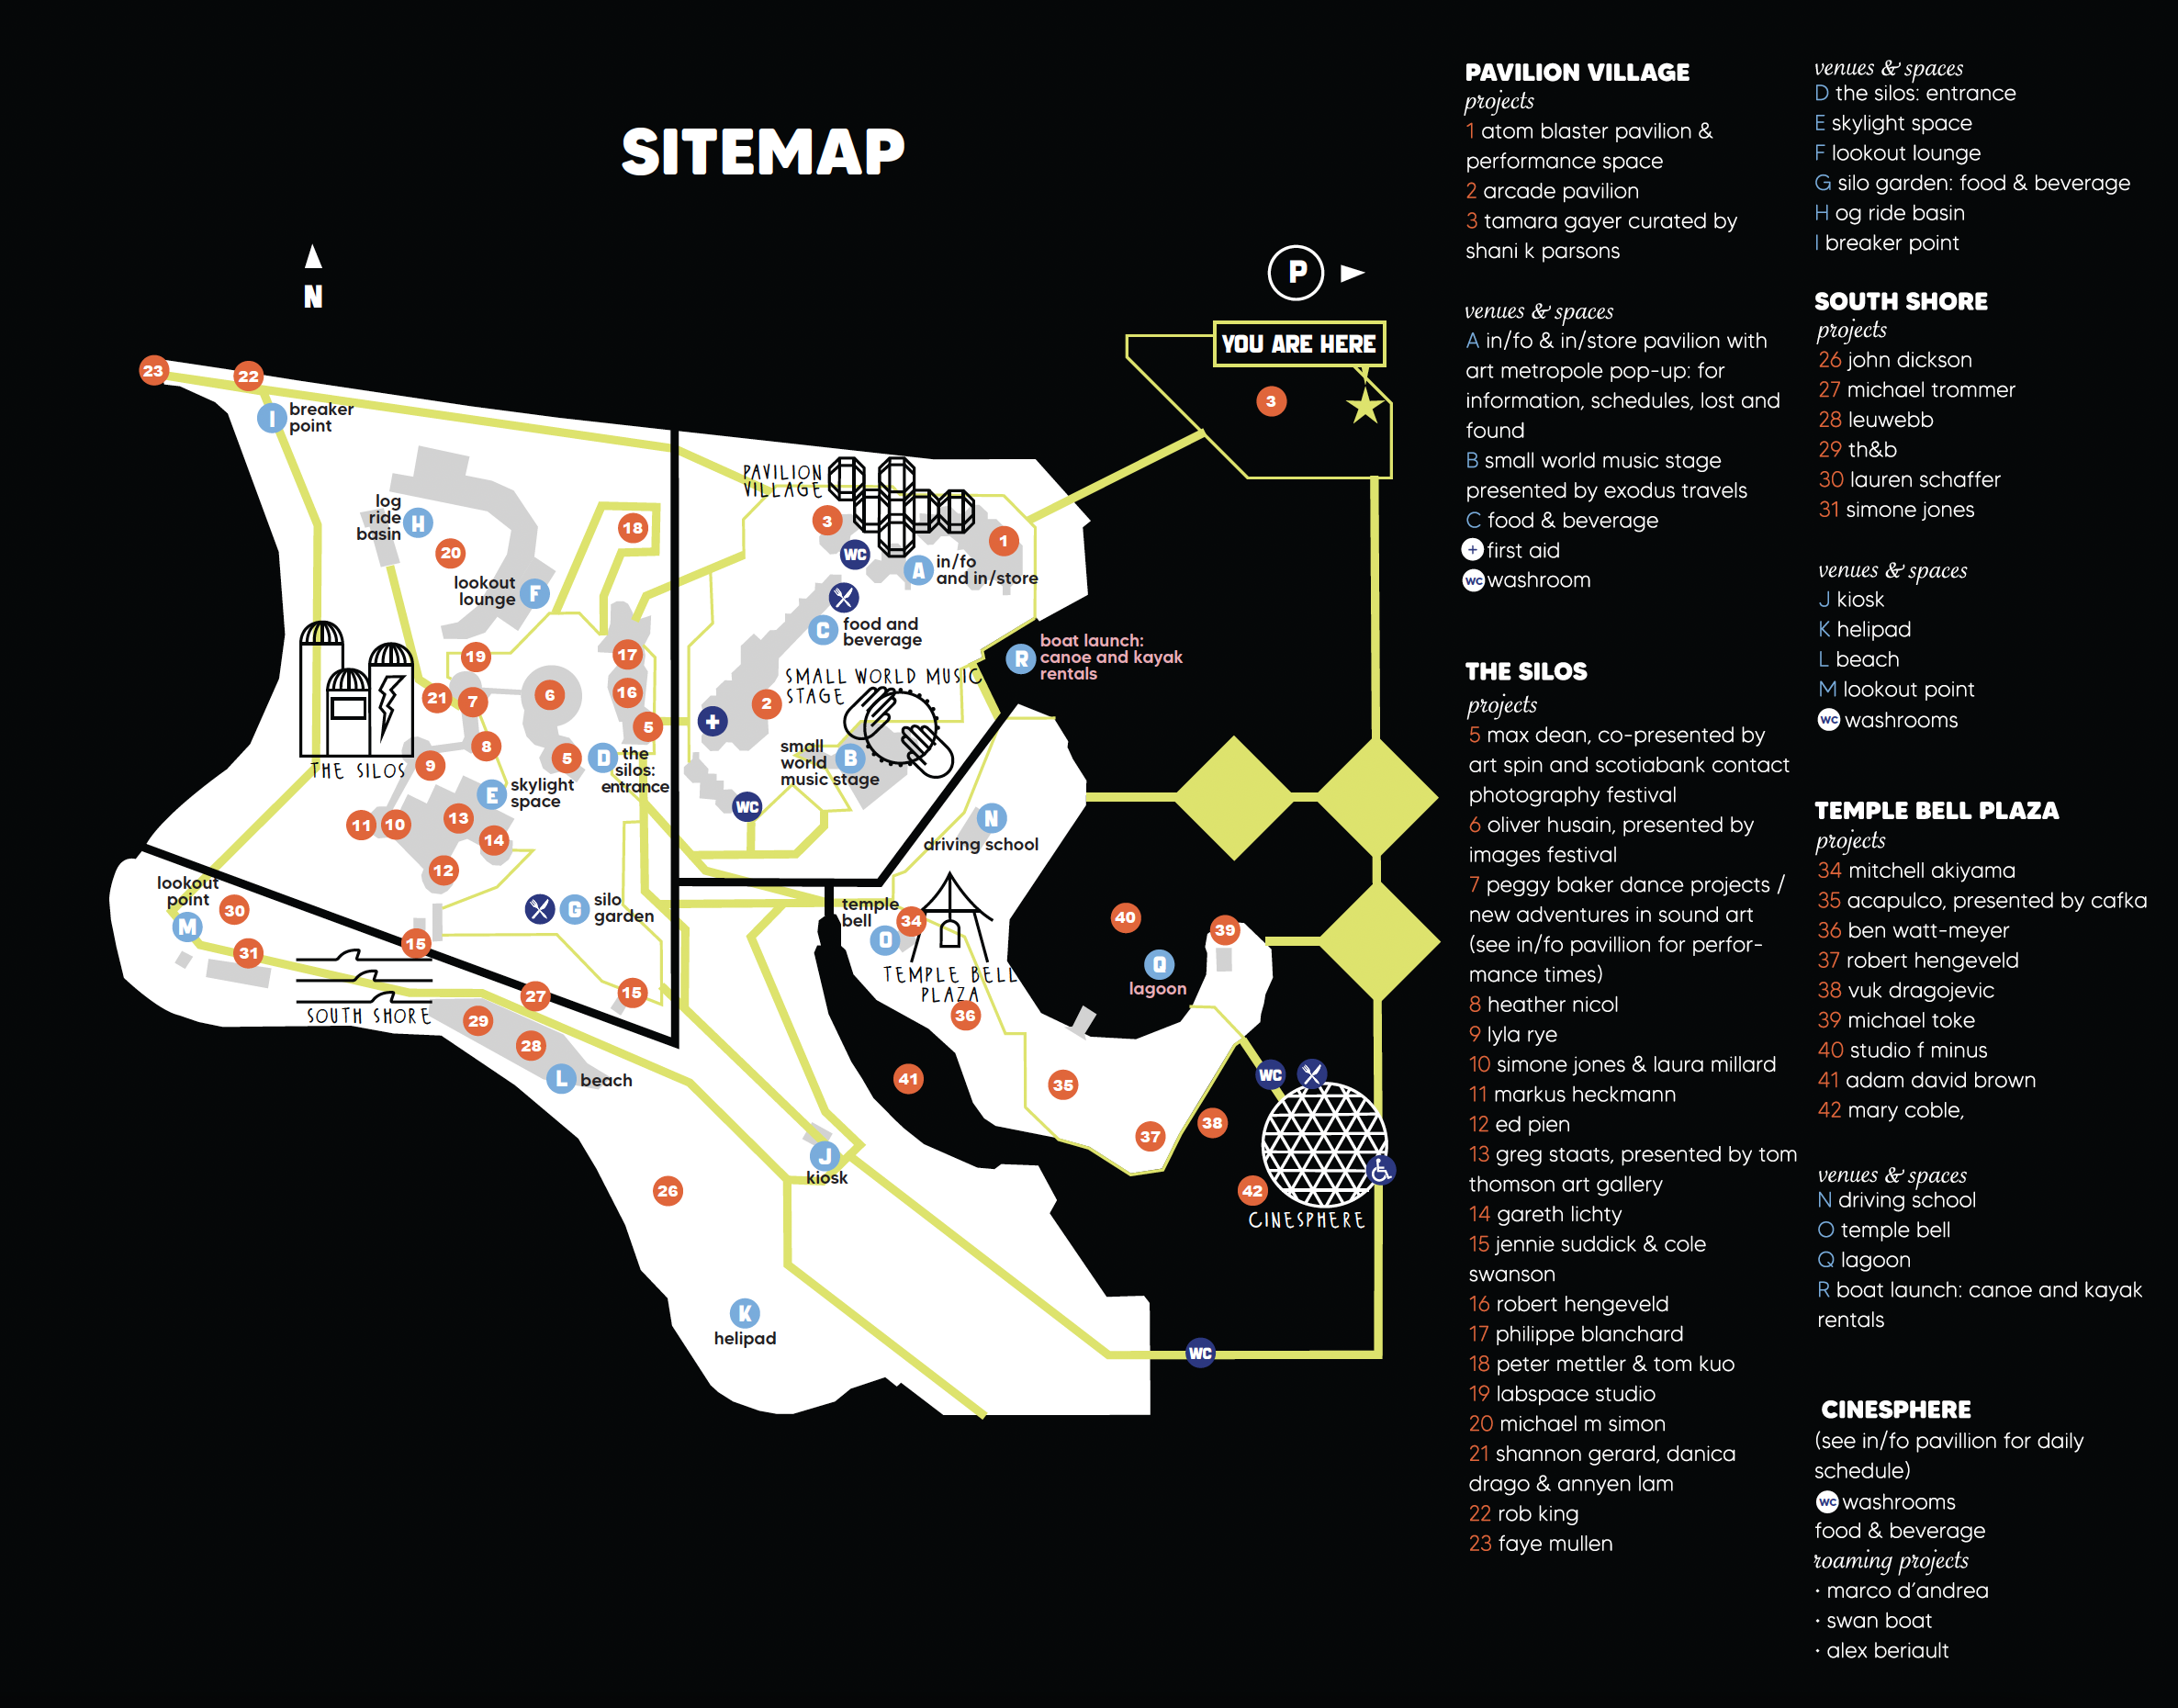 SITEMAP
N
P
YOU ARE HERE
3
23
22
I
breaker
point
log
ride
basin
H
20
lookout
lounge
F
18
PAVILION
VILLAGE
3
WC
1
A
in/fo
and in/store
C
food and
beverage
R
boat launch:
canoe and kayak
rentals
SMALL WORLD MUSIC
STAGE
2
small
world
music stage
B
WC
THE SILOS
19
21
7
6
17
16
5
8
5
D
the
silos:
entrance
9
E
skylight
space
11
10
13
14
12
G
silo
garden
N
driving school
lookout
point
M
30
31
15
SOUTH SHORE
27
15
29
28
L
beach
temple
bell
O
34
TEMPLE BELL
PLAZA
36
40
39
Q
lagoon
41
35
37
38
WC
42
CINESPHERE
J
kiosk
26
K
helipad
WC
PAVILION VILLAGE
projects
1 atom blaster pavilion &
performance space
2 arcade pavilion
3 tamara gayer curated by
shani k parsons
venues & spaces
A in/fo & in/store pavilion with
art metropole pop-up: for
information, schedules, lost and
found
B small world music stage
presented by exodus travels
C food & beverage
+ first aid
WC washroom
THE SILOS
projects
5 max dean, co-presented by
art spin and scotiabank contact
photography festival
6 oliver husain, presented by
images festival
7 peggy baker dance projects /
new adventures in sound art
(see in/fo pavillion for perfor-
mance times)
8 heather nicol
9 lyla rye
10 simone jones & laura millard
11 markus heckmann
12 ed pien
13 greg staats, presented by tom
thomson art gallery
14 gareth lichty
15 jennie suddick & cole
swanson
16 robert hengeveld
17 philippe blanchard
18 peter mettler & tom kuo
19 labspace studio
20 michael m simon
21 shannon gerard, danica
drago & annyen lam
22 rob king
23 faye mullen
venues & spaces
D the silos: entrance
E skylight space
F lookout lounge
G silo garden: food & beverage
H og ride basin
I breaker point
SOUTH SHORE
projects
26 john dickson
27 michael trommer
28 leuwebb
29 th&b
30 lauren schaffer
31 simone jones
venues & spaces
J kiosk
K helipad
L beach
M lookout point
WC washrooms
TEMPLE BELL PLAZA
projects
34 mitchell akiyama
35 acapulco, presented by cafka
36 ben watt-meyer
37 robert hengeveld
38 vuk dragojevic
39 michael toke
40 studio f minus
41 adam david brown
42 mary coble,
venues & spaces
N driving school
O temple bell
Q lagoon
R boat launch: canoe and kayak
rentals
CINESPHERE
(see in/fo pavillion for daily
schedule)
WC washrooms
food & beverage
roaming projects
· marco d'andrea
· swan boat
· alex beriault